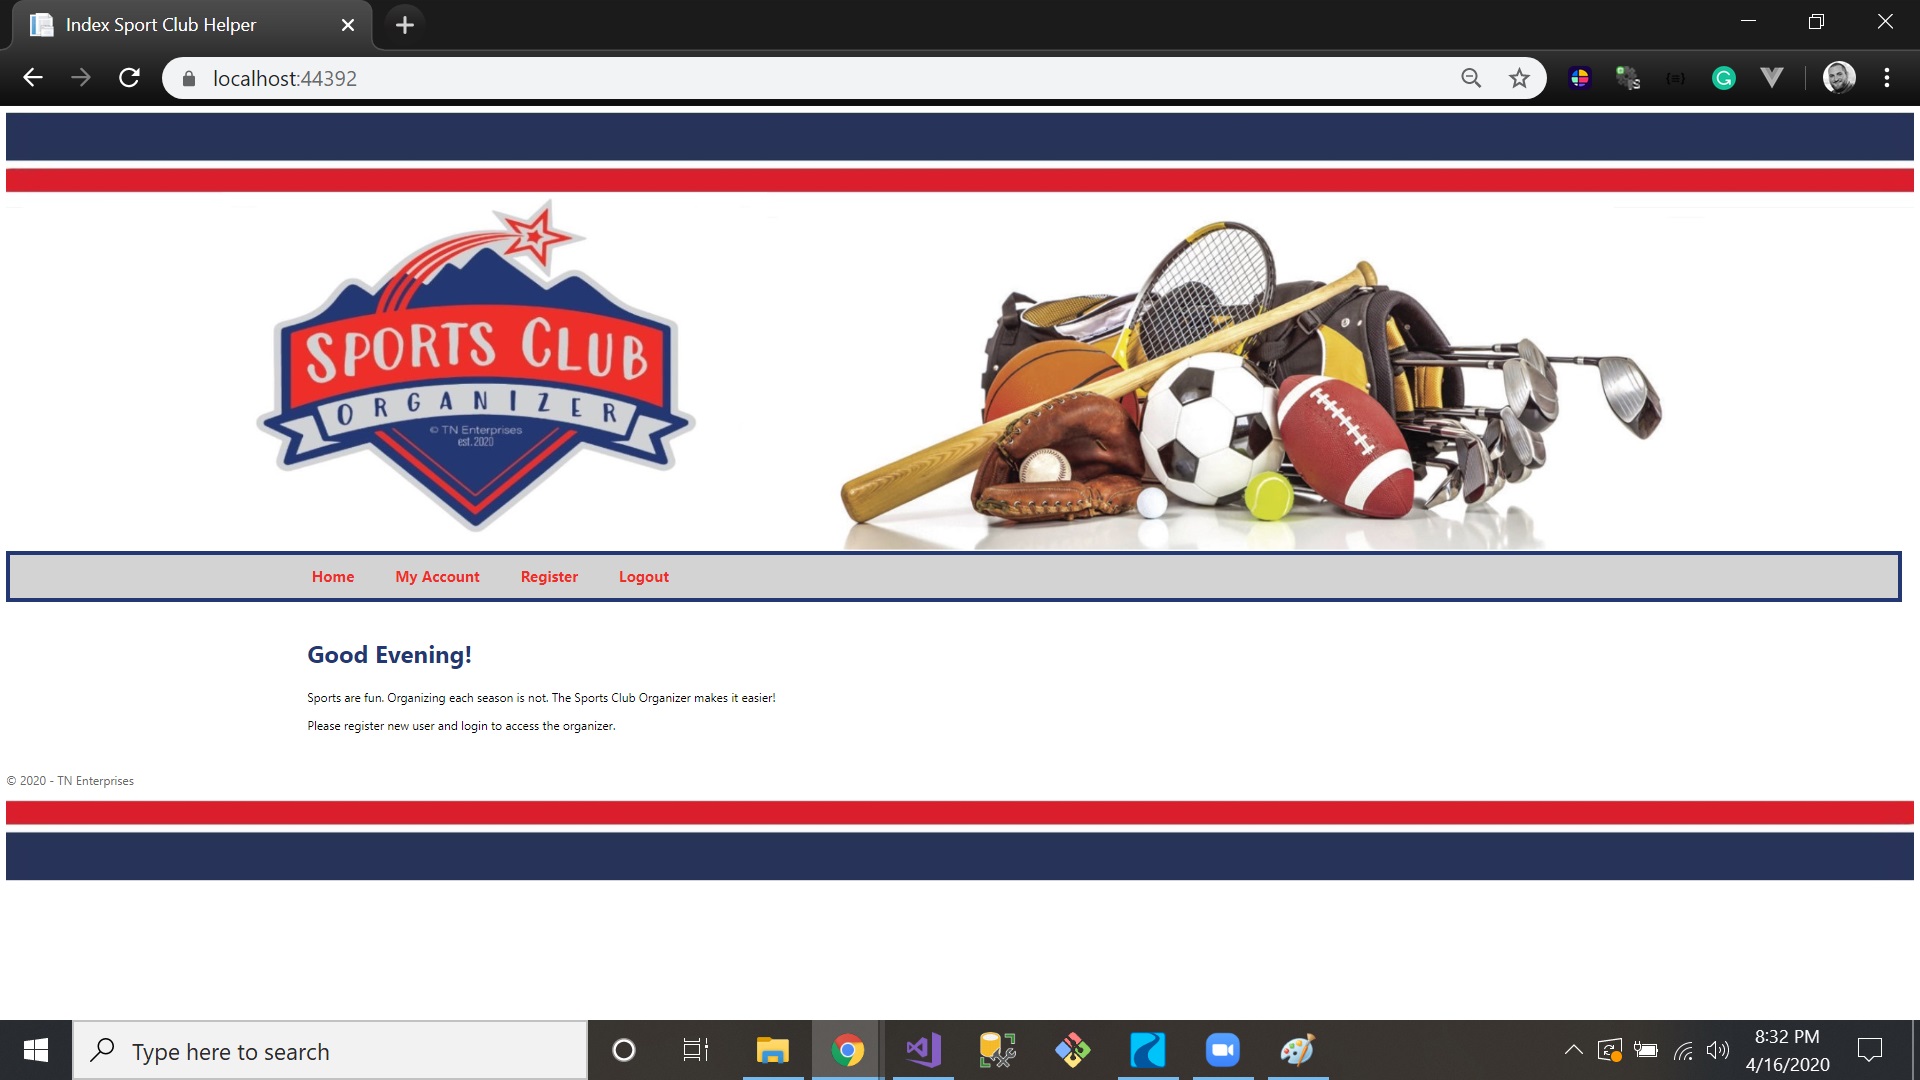 Index Sport Club Helper
localhost:44392
SPORTS CLUB
ORGANIZER
© TN Enterprises
est. 2020
Home My Account Register Logout
Good Evening!
Sports are fun. Organizing each season is not. The Sports Club Organizer makes it easier!
Please register new user and login to access the organizer.
© 2020 - TN Enterprises
Type here to search
8:32 PM
4/16/2020